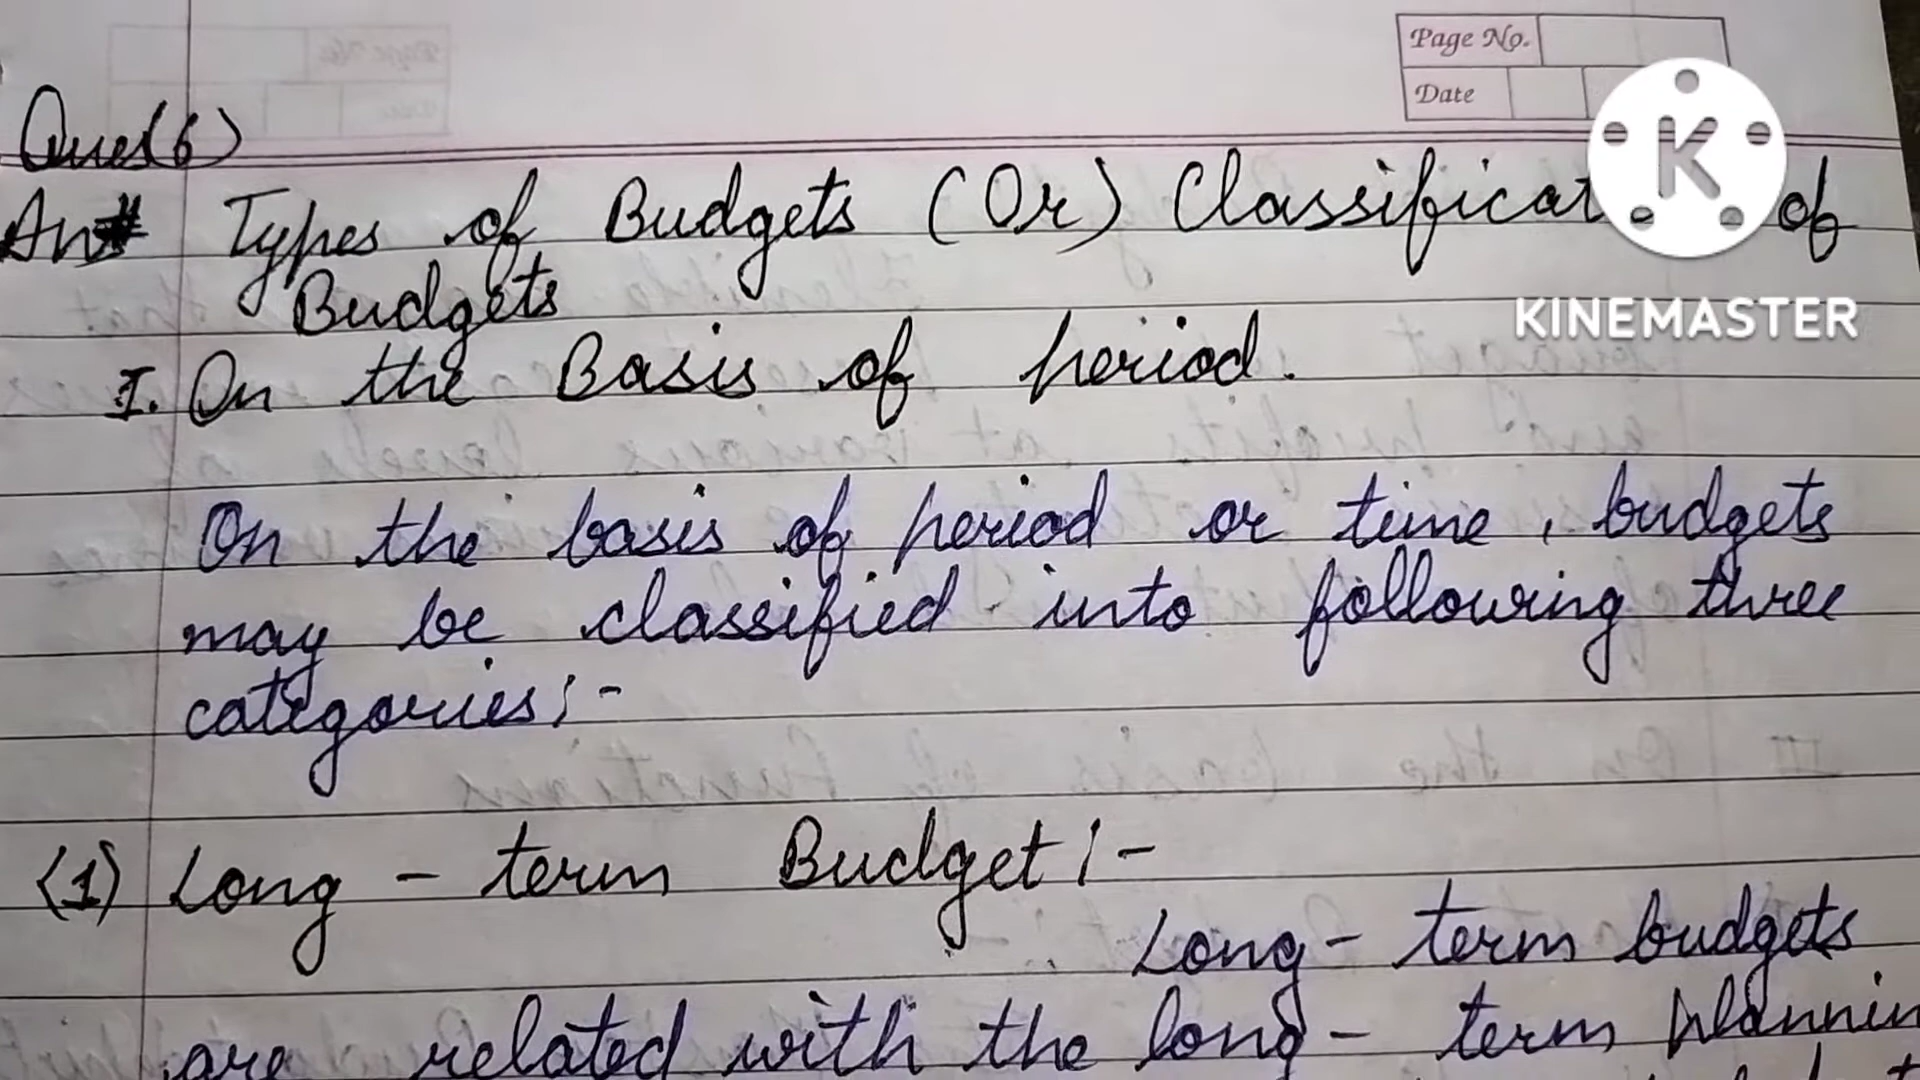 Page No.
Date
Ques(6)
Ans Types of Budgets (Or) Classificat of
Budgets
I. On the Basis of period.
On the basis of period or time, budgets
may be classified into following three
categories:-
(1) Long-term Budget:-
Long-term budgets
are related with the long-term plannin
KINEMASTER